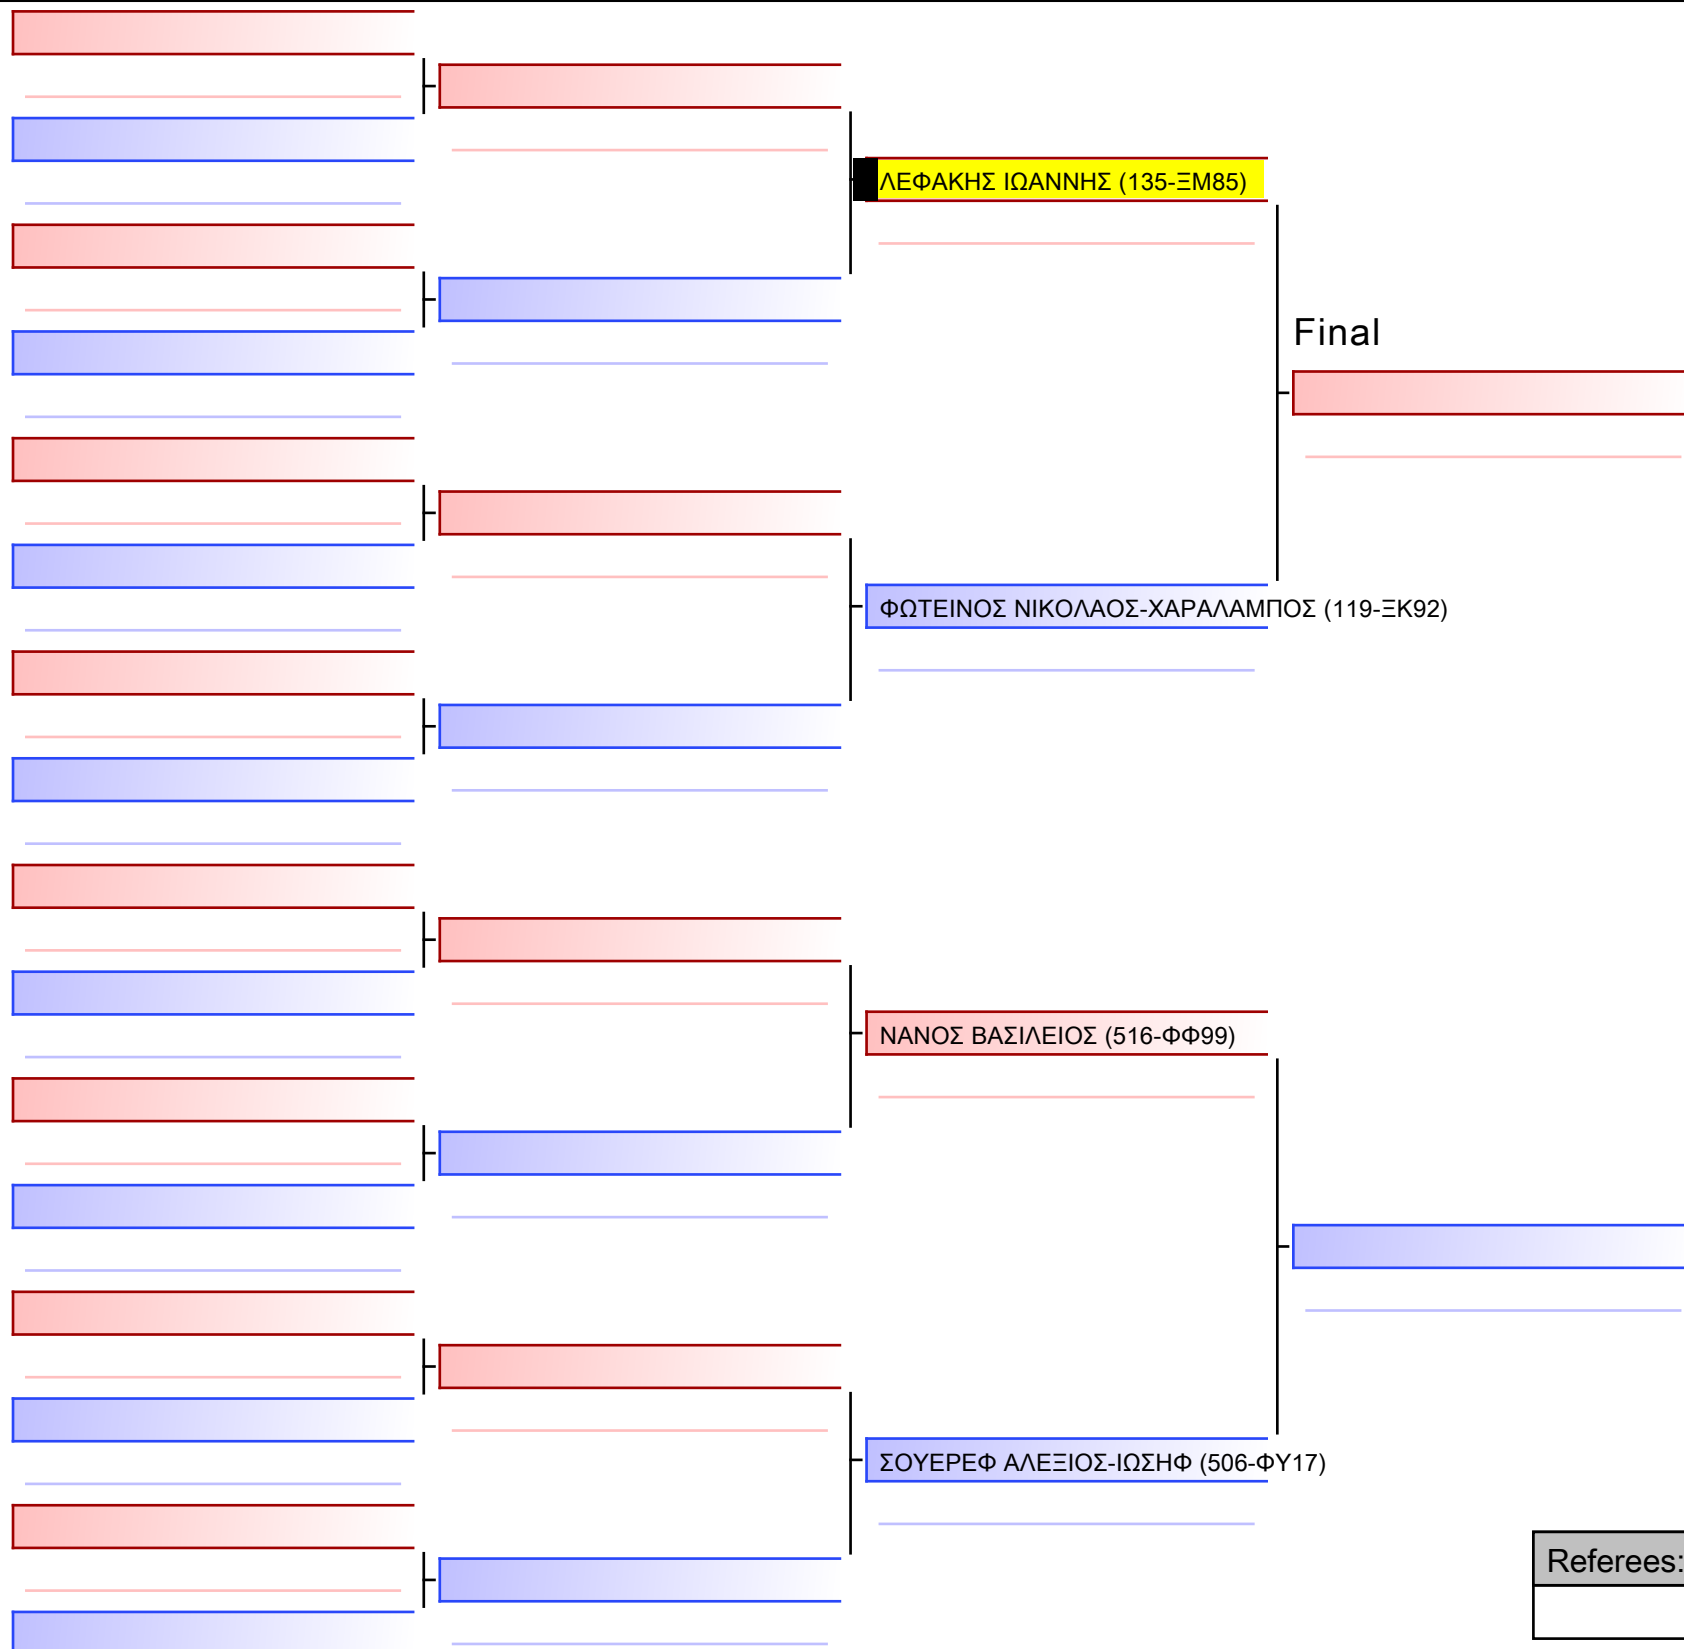 ΛΕΦΑΚΗΣ ΙΩΑΝΝΗΣ (135-ΞΜ85)
Final
ΦΩΤΕΙΝΟΣ ΝΙΚΟΛΑΟΣ-ΧΑΡΑΛΑΜΠΟΣ (119-ΞΚ92)
ΝΑΝΟΣ ΒΑΣΙΛΕΙΟΣ (516-ΦΦ99)
ΣΟΥΕΡΕΦ ΑΛΕΞΙΟΣ-ΙΩΣΗΦ (506-ΦΥ17)
Referees: